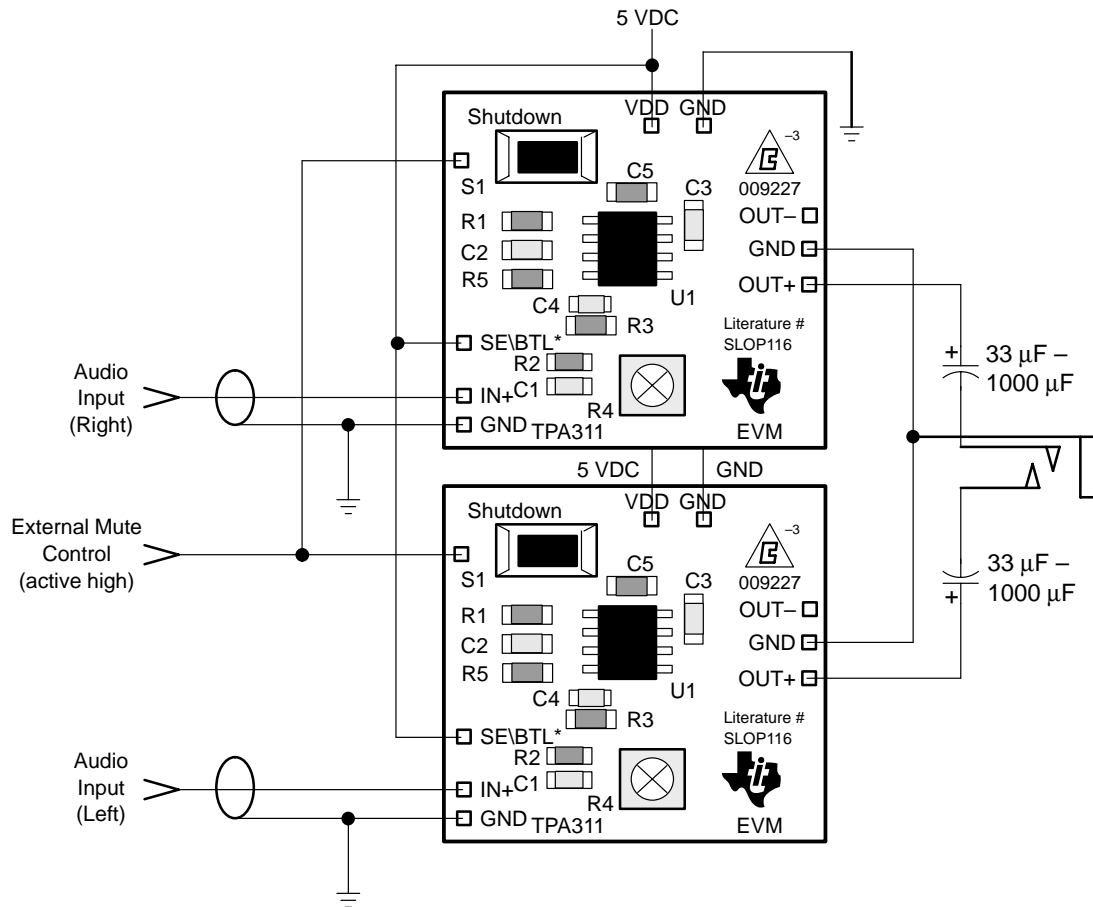 5 VDC
VDD GND
Shutdown
–3
009227
S1
C5
C3
R1
C2
R5
OUT–
GND
OUT+
U1
C4
R3
Literature #
SLOP116
SE\BTL*
R2
C1
IN+
GND
R4
TPA311
EVM
Audio
Input
(Right)
+
33 μF –
1000 μF
5 VDC
GND
External Mute
Control
(active high)
VDD GND
Shutdown
–3
009227
S1
C5
C3
R1
C2
R5
OUT–
GND
OUT+
U1
C4
R3
Literature #
SLOP116
SE\BTL*
R2
C1
IN+
GND
R4
TPA311
EVM
+
33 μF –
1000 μF
Audio
Input
(Left)